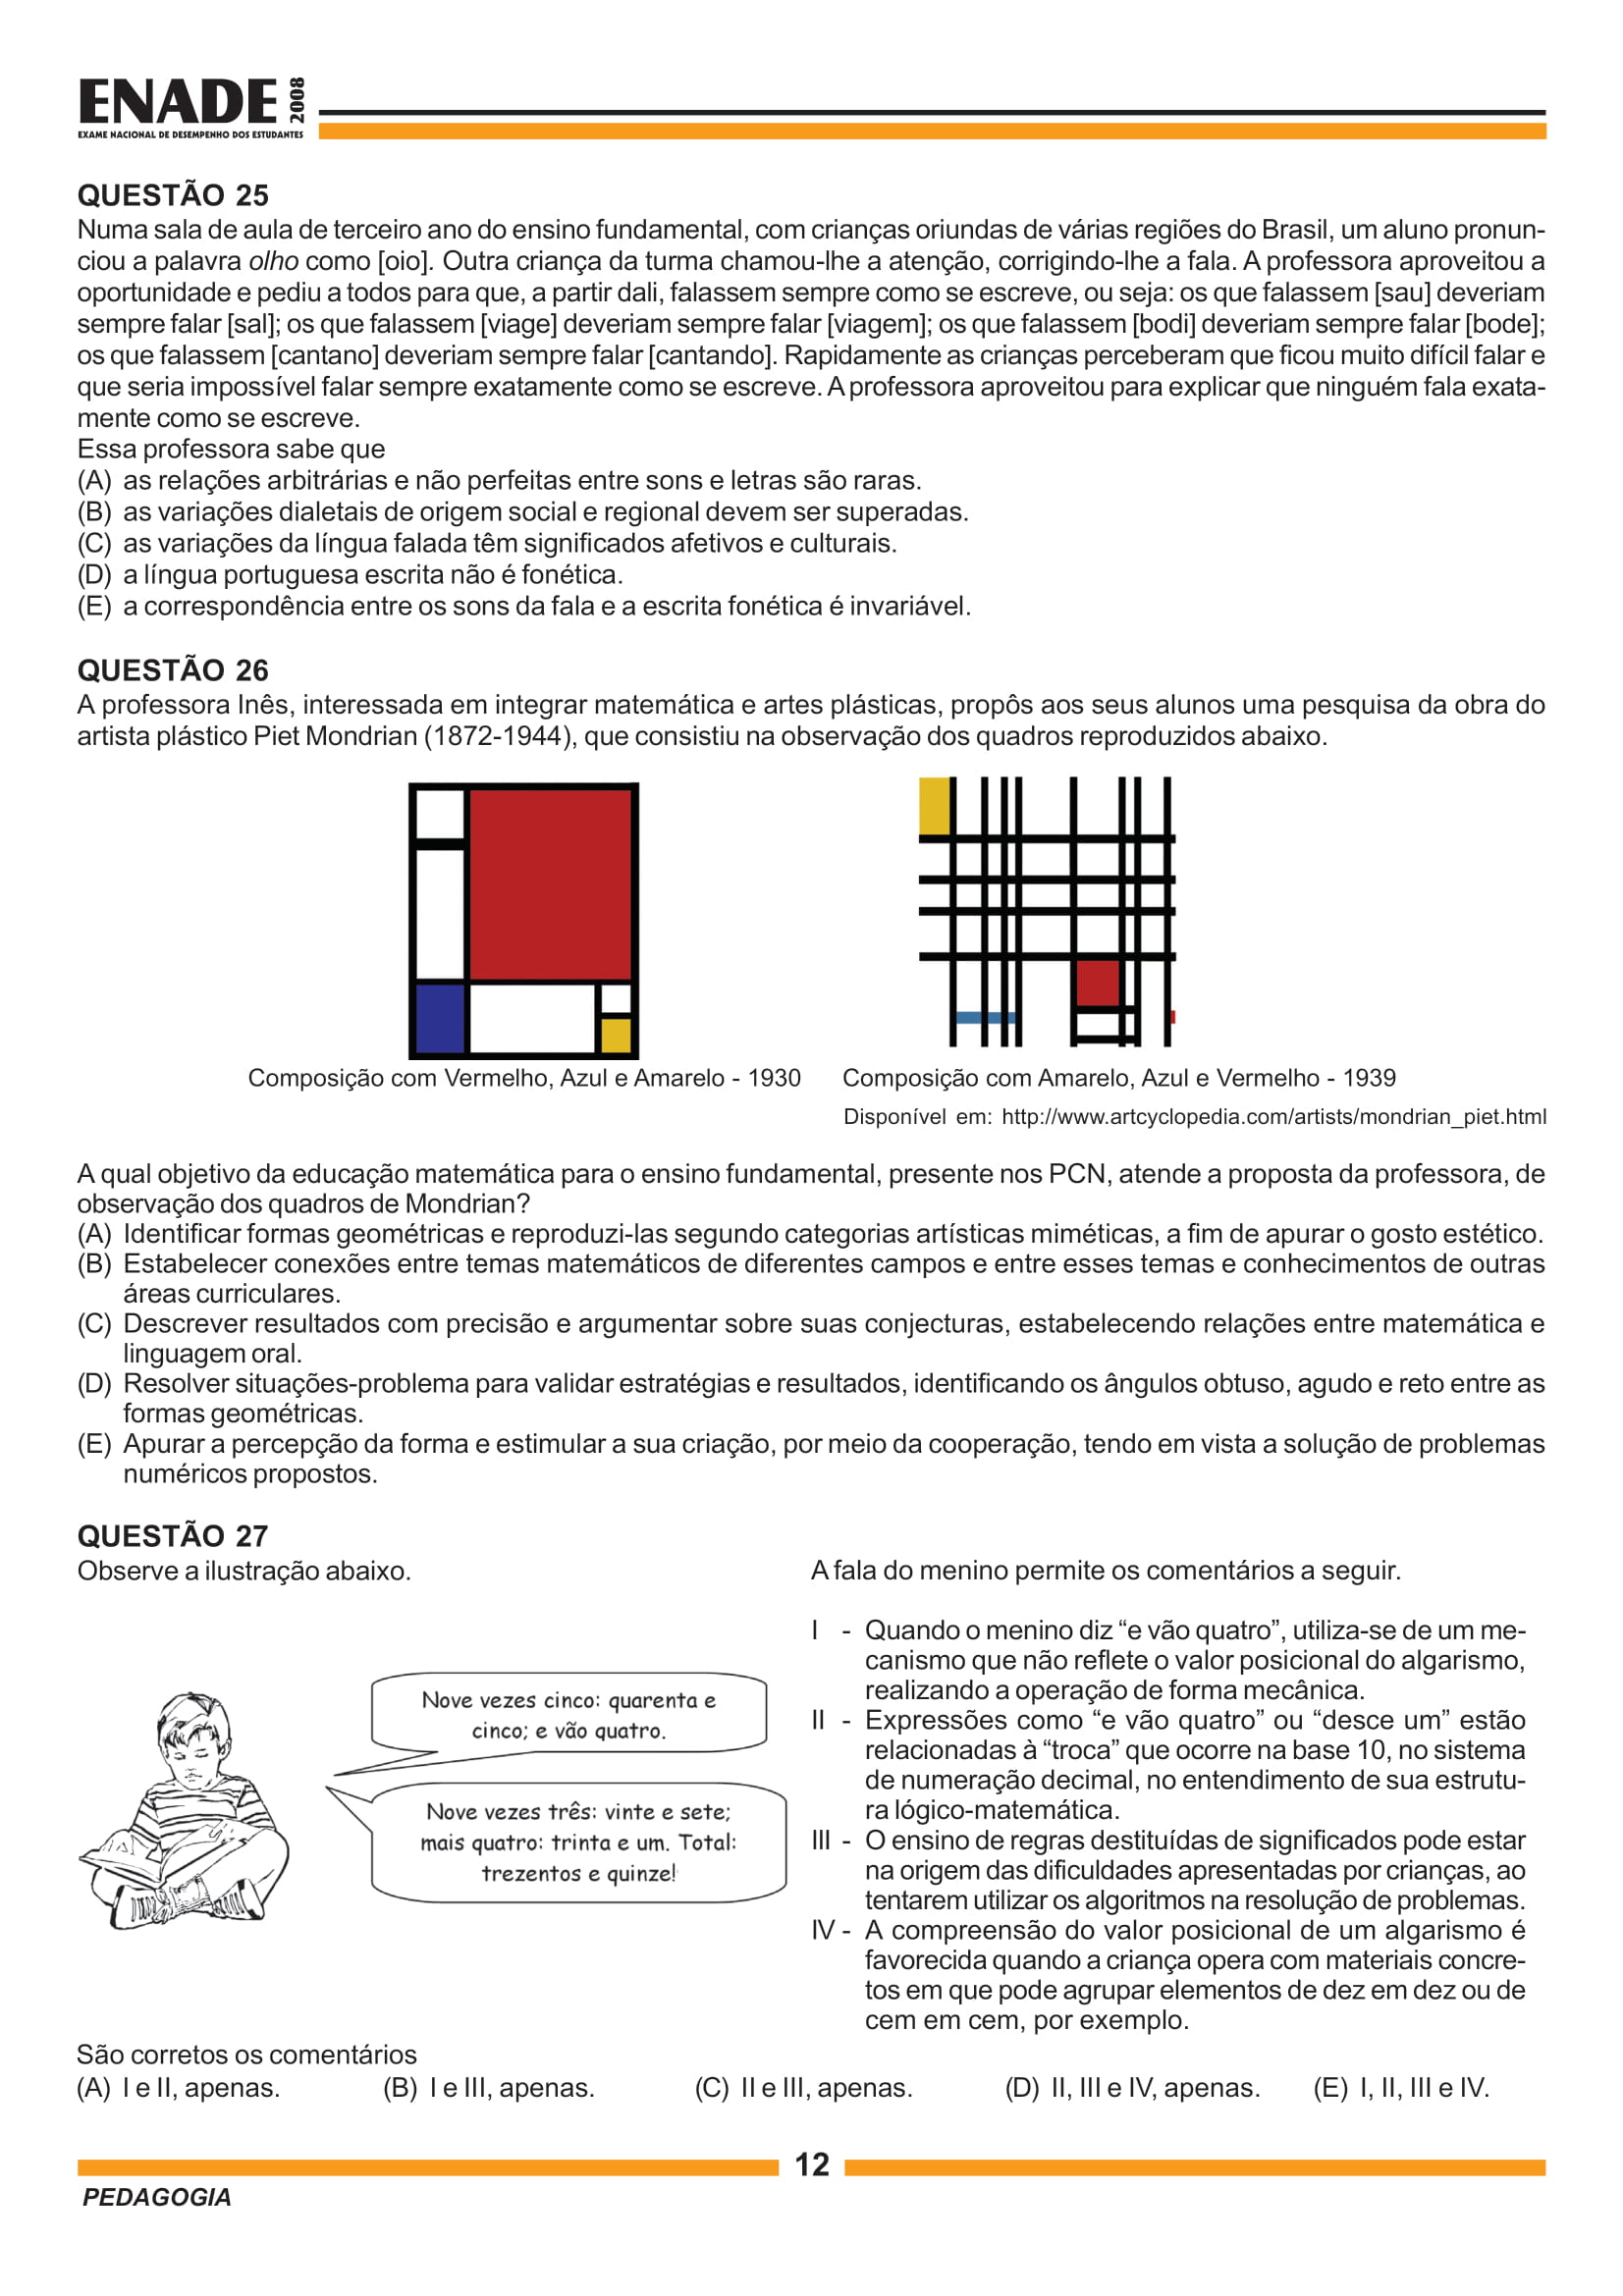 ENADE 2008
EXAME NACIONAL DE DESEMPENHO DOS ESTUDANTES
QUESTÃO 25
Numa sala de aula de terceiro ano do ensino fundamental, com crianças oriundas de várias regiões do Brasil, um aluno pronun-
ciou a palavra olho como [oio]. Outra criança da turma chamou-lhe a atenção, corrigindo-lhe a fala. A professora aproveitou a
oportunidade e pediu a todos para que, a partir dali, falassem sempre como se escreve, ou seja: os que falassem [sau] deveriam
sempre falar [sal]; os que falassem [viage] deveriam sempre falar [viagem]; os que falassem [bodi] deveriam sempre falar [bode];
os que falassem [cantano] deveriam sempre falar [cantando]. Rapidamente as crianças perceberam que ficou muito difícil falar e
que seria impossível falar sempre exatamente como se escreve. A professora aproveitou para explicar que ninguém fala exata-
mente como se escreve.
Essa professora sabe que
(A) as relações arbitrárias e não perfeitas entre sons e letras são raras.
(B) as variações dialetais de origem social e regional devem ser superadas.
(C) as variações da língua falada têm significados afetivos e culturais.
(D) a língua portuguesa escrita não é fonética.
(E) a correspondência entre os sons da fala e a escrita fonética é invariável.
QUESTÃO 26
A professora Inês, interessada em integrar matemática e artes plásticas, propôs aos seus alunos uma pesquisa da obra do
artista plástico Piet Mondrian (1872-1944), que consistiu na observação dos quadros reproduzidos abaixo.
Composição com Vermelho, Azul e Amarelo - 1930
Composição com Amarelo, Azul e Vermelho - 1939
Disponível em: http://www.artcyclopedia.com/artists/mondrian_piet.html
A qual objetivo da educação matemática para o ensino fundamental, presente nos PCN, atende a proposta da professora, de
observação dos quadros de Mondrian?
(A) Identificar formas geométricas e reproduzi-las segundo categorias artísticas miméticas, a fim de apurar o gosto estético.
(B) Estabelecer conexões entre temas matemáticos de diferentes campos e entre esses temas e conhecimentos de outras
áreas curriculares.
(C) Descrever resultados com precisão e argumentar sobre suas conjecturas, estabelecendo relações entre matemática e
linguagem oral.
(D) Resolver situações-problema para validar estratégias e resultados, identificando os ângulos obtuso, agudo e reto entre as
formas geométricas.
(E) Apurar a percepção da forma e estimular a sua criação, por meio da cooperação, tendo em vista a solução de problemas
numéricos propostos.
QUESTÃO 27
Observe a ilustração abaixo.
Nove vezes cinco: quarenta e
cinco; e vão quatro.
Nove vezes três: vinte e sete;
mais quatro: trinta e um. Total:
trezentos e quinze!
A fala do menino permite os comentários a seguir.
I - Quando o menino diz “e vão quatro”, utiliza-se de um me-
canismo que não reflete o valor posicional do algarismo,
realizando a operação de forma mecânica.
II - Expressões como “e vão quatro” ou “desce um” estão
relacionadas à “troca” que ocorre na base 10, no sistema
de numeração decimal, no entendimento de sua estrutu-
ra lógico-matemática.
III - O ensino de regras destituídas de significados pode estar
na origem das dificuldades apresentadas por crianças, ao
tentarem utilizar os algoritmos na resolução de problemas.
IV - A compreensão do valor posicional de um algarismo é
favorecida quando a criança opera com materiais concre-
tos em que pode agrupar elementos de dez em dez ou de
cem em cem, por exemplo.
São corretos os comentários
(A) I e II, apenas. (B) I e III, apenas. (C) II e III, apenas. (D) II, III e IV, apenas. (E) I, II, III e IV.
12
PEDAGOGIA